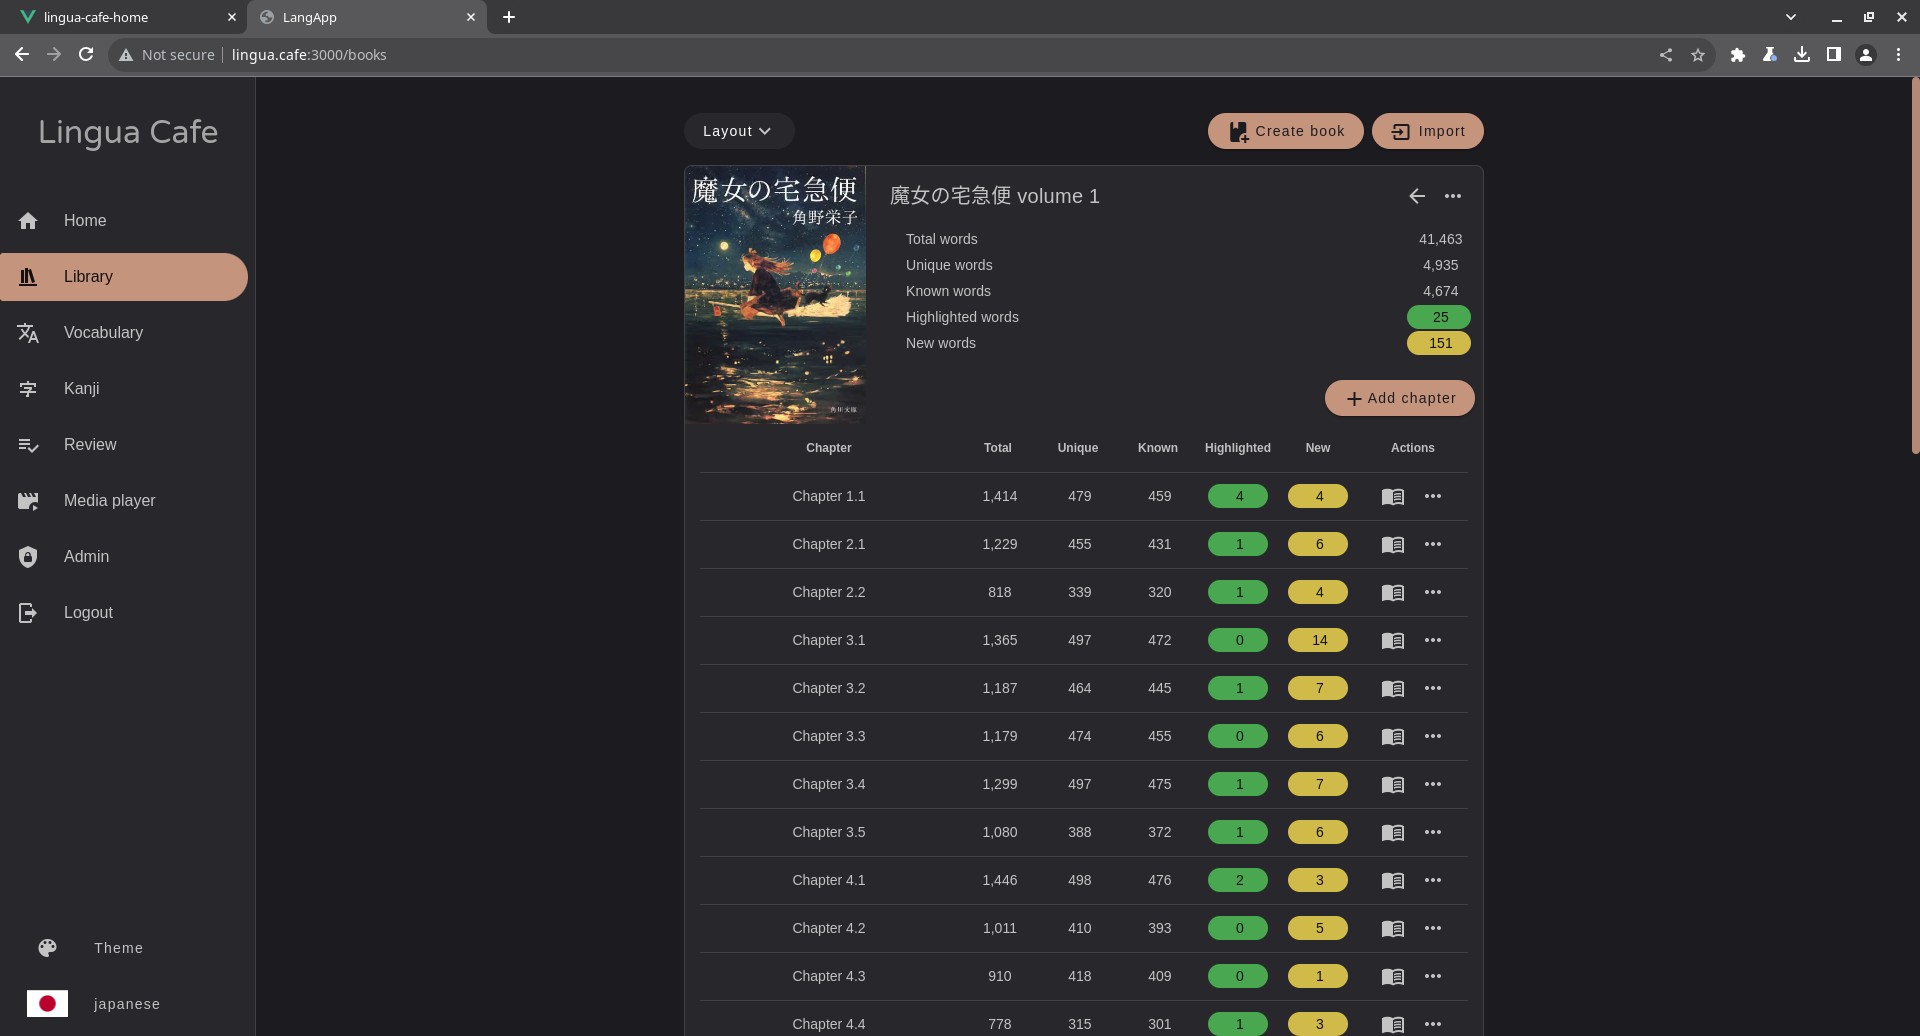 lingua-cafe-home
LangApp
Not secure
lingua.cafe:3000/books
Lingua Cafe
Home
Library
Vocabulary
Kanji
Review
Media player
Admin
Logout
Theme
japanese
Layout
Create book
Import
魔女の宅急便
角野栄子
角川文庫
魔女の宅急便 volume 1
Total words 41,463
Unique words 4,935
Known words 4,674
Highlighted words 25
New words 151
Add chapter
Chapter Total Unique Known Highlighted New Actions
Chapter 1.1 1,414 479 459 4 4
Chapter 2.1 1,229 455 431 1 6
Chapter 2.2 818 339 320 1 4
Chapter 3.1 1,365 497 472 0 14
Chapter 3.2 1,187 464 445 1 7
Chapter 3.3 1,179 474 455 0 6
Chapter 3.4 1,299 497 475 1 7
Chapter 3.5 1,080 388 372 1 6
Chapter 4.1 1,446 498 476 2 3
Chapter 4.2 1,011 410 393 0 5
Chapter 4.3 910 418 409 0 1
Chapter 4.4 778 315 301 1 3